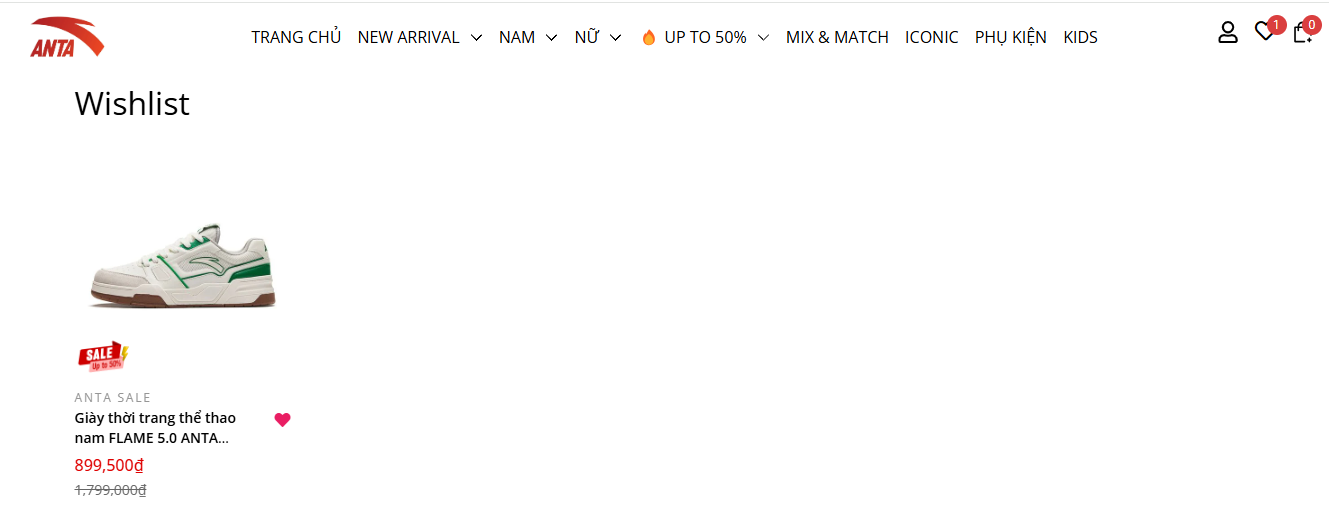 ANTA
TRANG CHỦ NEW ARRIVAL NAM NỮ UP TO 50% MIX & MATCH ICONIC PHỤ KIỆN KIDS
1 0
Wishlist
SALE
Up to 50%
ANTA SALE
Giày thời trang thể thao
nam FLAME 5.0 ANTA...
899,500₫
1,799,000₫